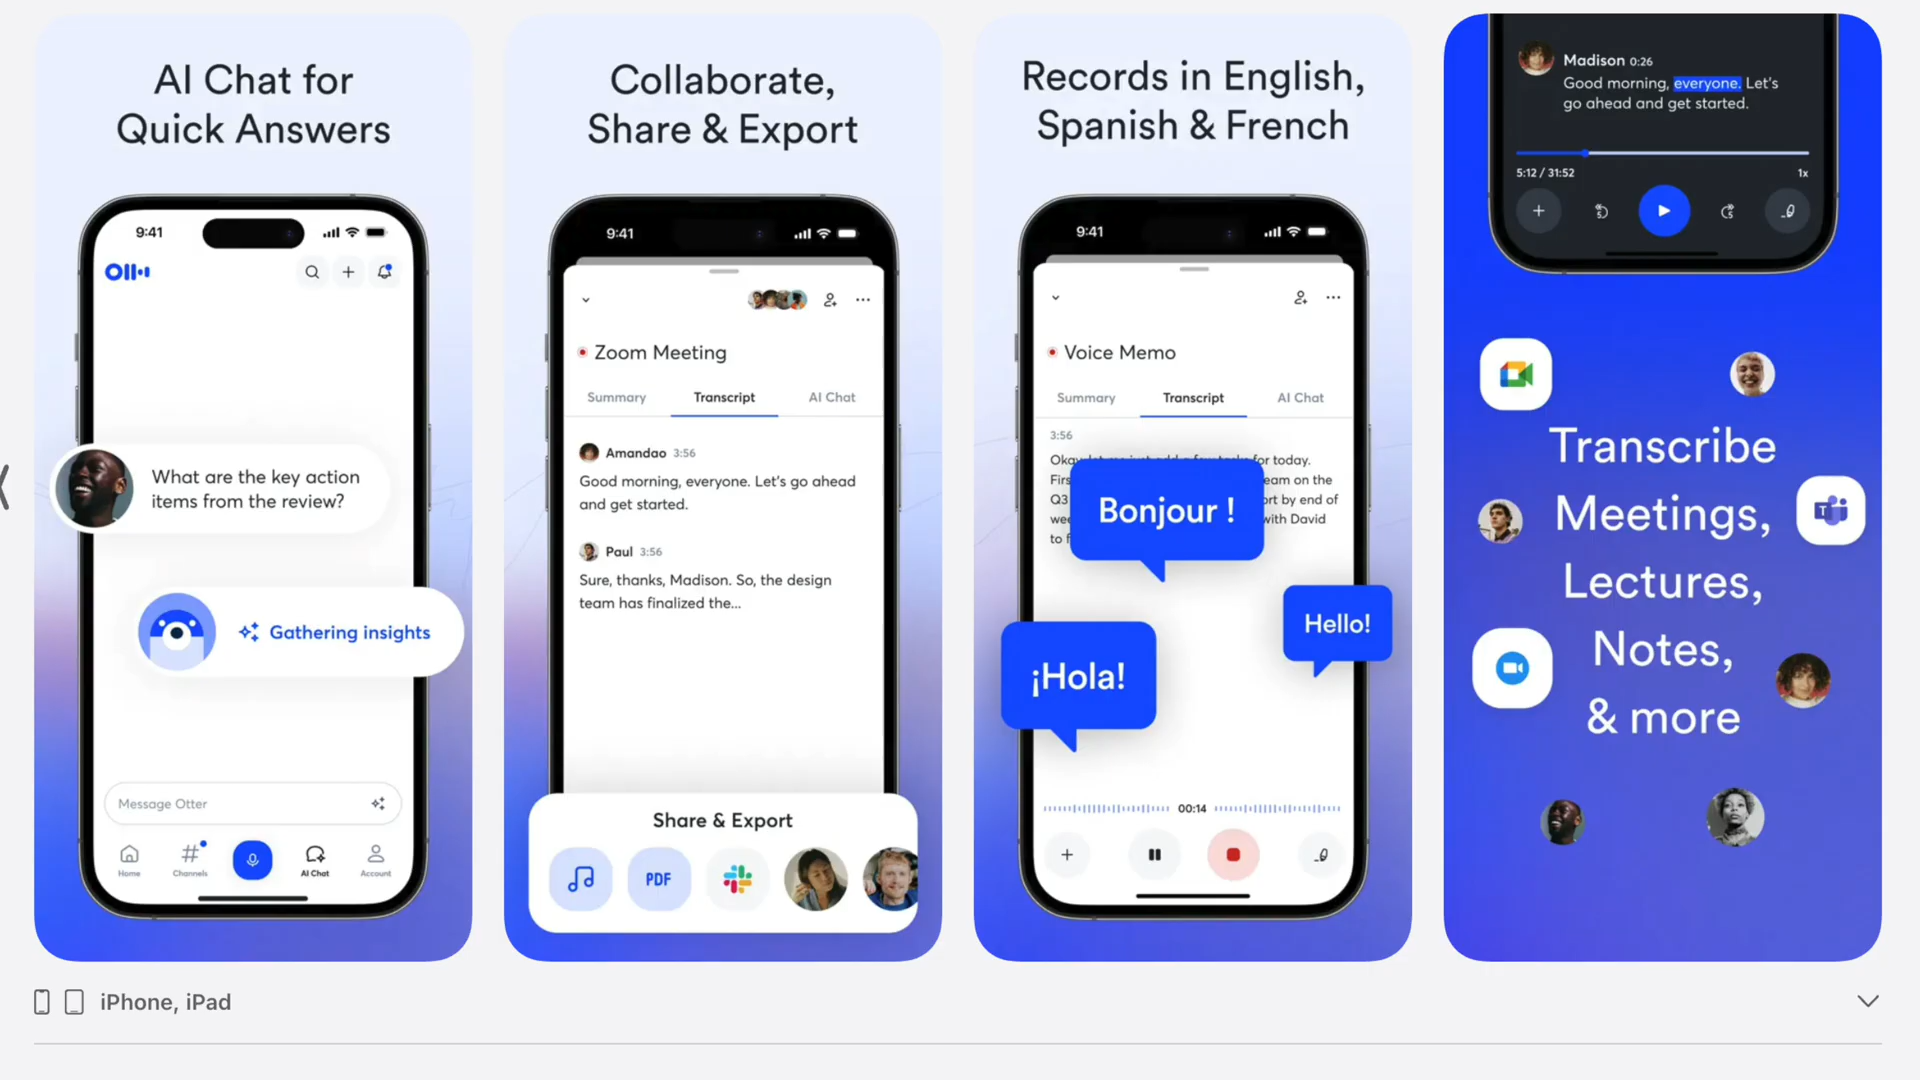 AI Chat for
Quick Answers
9:41
What are the key action
items from the review?
Gathering insights
Message Otter
Home
Channels
AI Chat
Account
Collaborate,
Share & Export
9:41
Zoom Meeting
Summary Transcript AI Chat
Amandao 3:56
Good morning, everyone. Let's go ahead
and get started.
Paul 3:56
Sure, thanks, Madison. So, the design
team has finalized the...
Share & Export
PDF
Records in English,
Spanish & French
9:41
Voice Memo
Summary Transcript AI Chat
3:56
for today.
on the
Q3 by end of
with David
to
Bonjour !
Hello!
¡Hola!
00:14
Madison 0:26
Good morning, everyone. Let's
go ahead and get started.
5:12 / 31:52 1x
5
5
Transcribe
Meetings,
Lectures,
Notes,
& more
T
iPhone, iPad